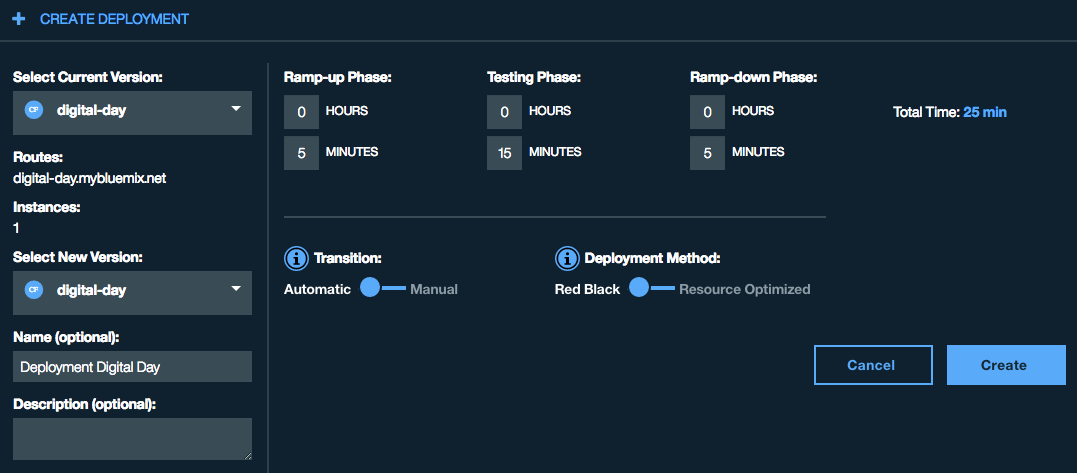 + CREATE DEPLOYMENT
Select Current Version:
CF digital-day
Routes:
digital-day.mybluemix.net
Instances:
1
Select New Version:
CF digital-day
Name (optional):
Deployment Digital Day
Description (optional):
Ramp-up Phase:
0 HOURS
5 MINUTES
Testing Phase:
0 HOURS
15 MINUTES
Ramp-down Phase:
0 HOURS
5 MINUTES
Total Time: 25 min
i Transition:
Automatic Manual
i Deployment Method:
Red Black Resource Optimized
Cancel Create